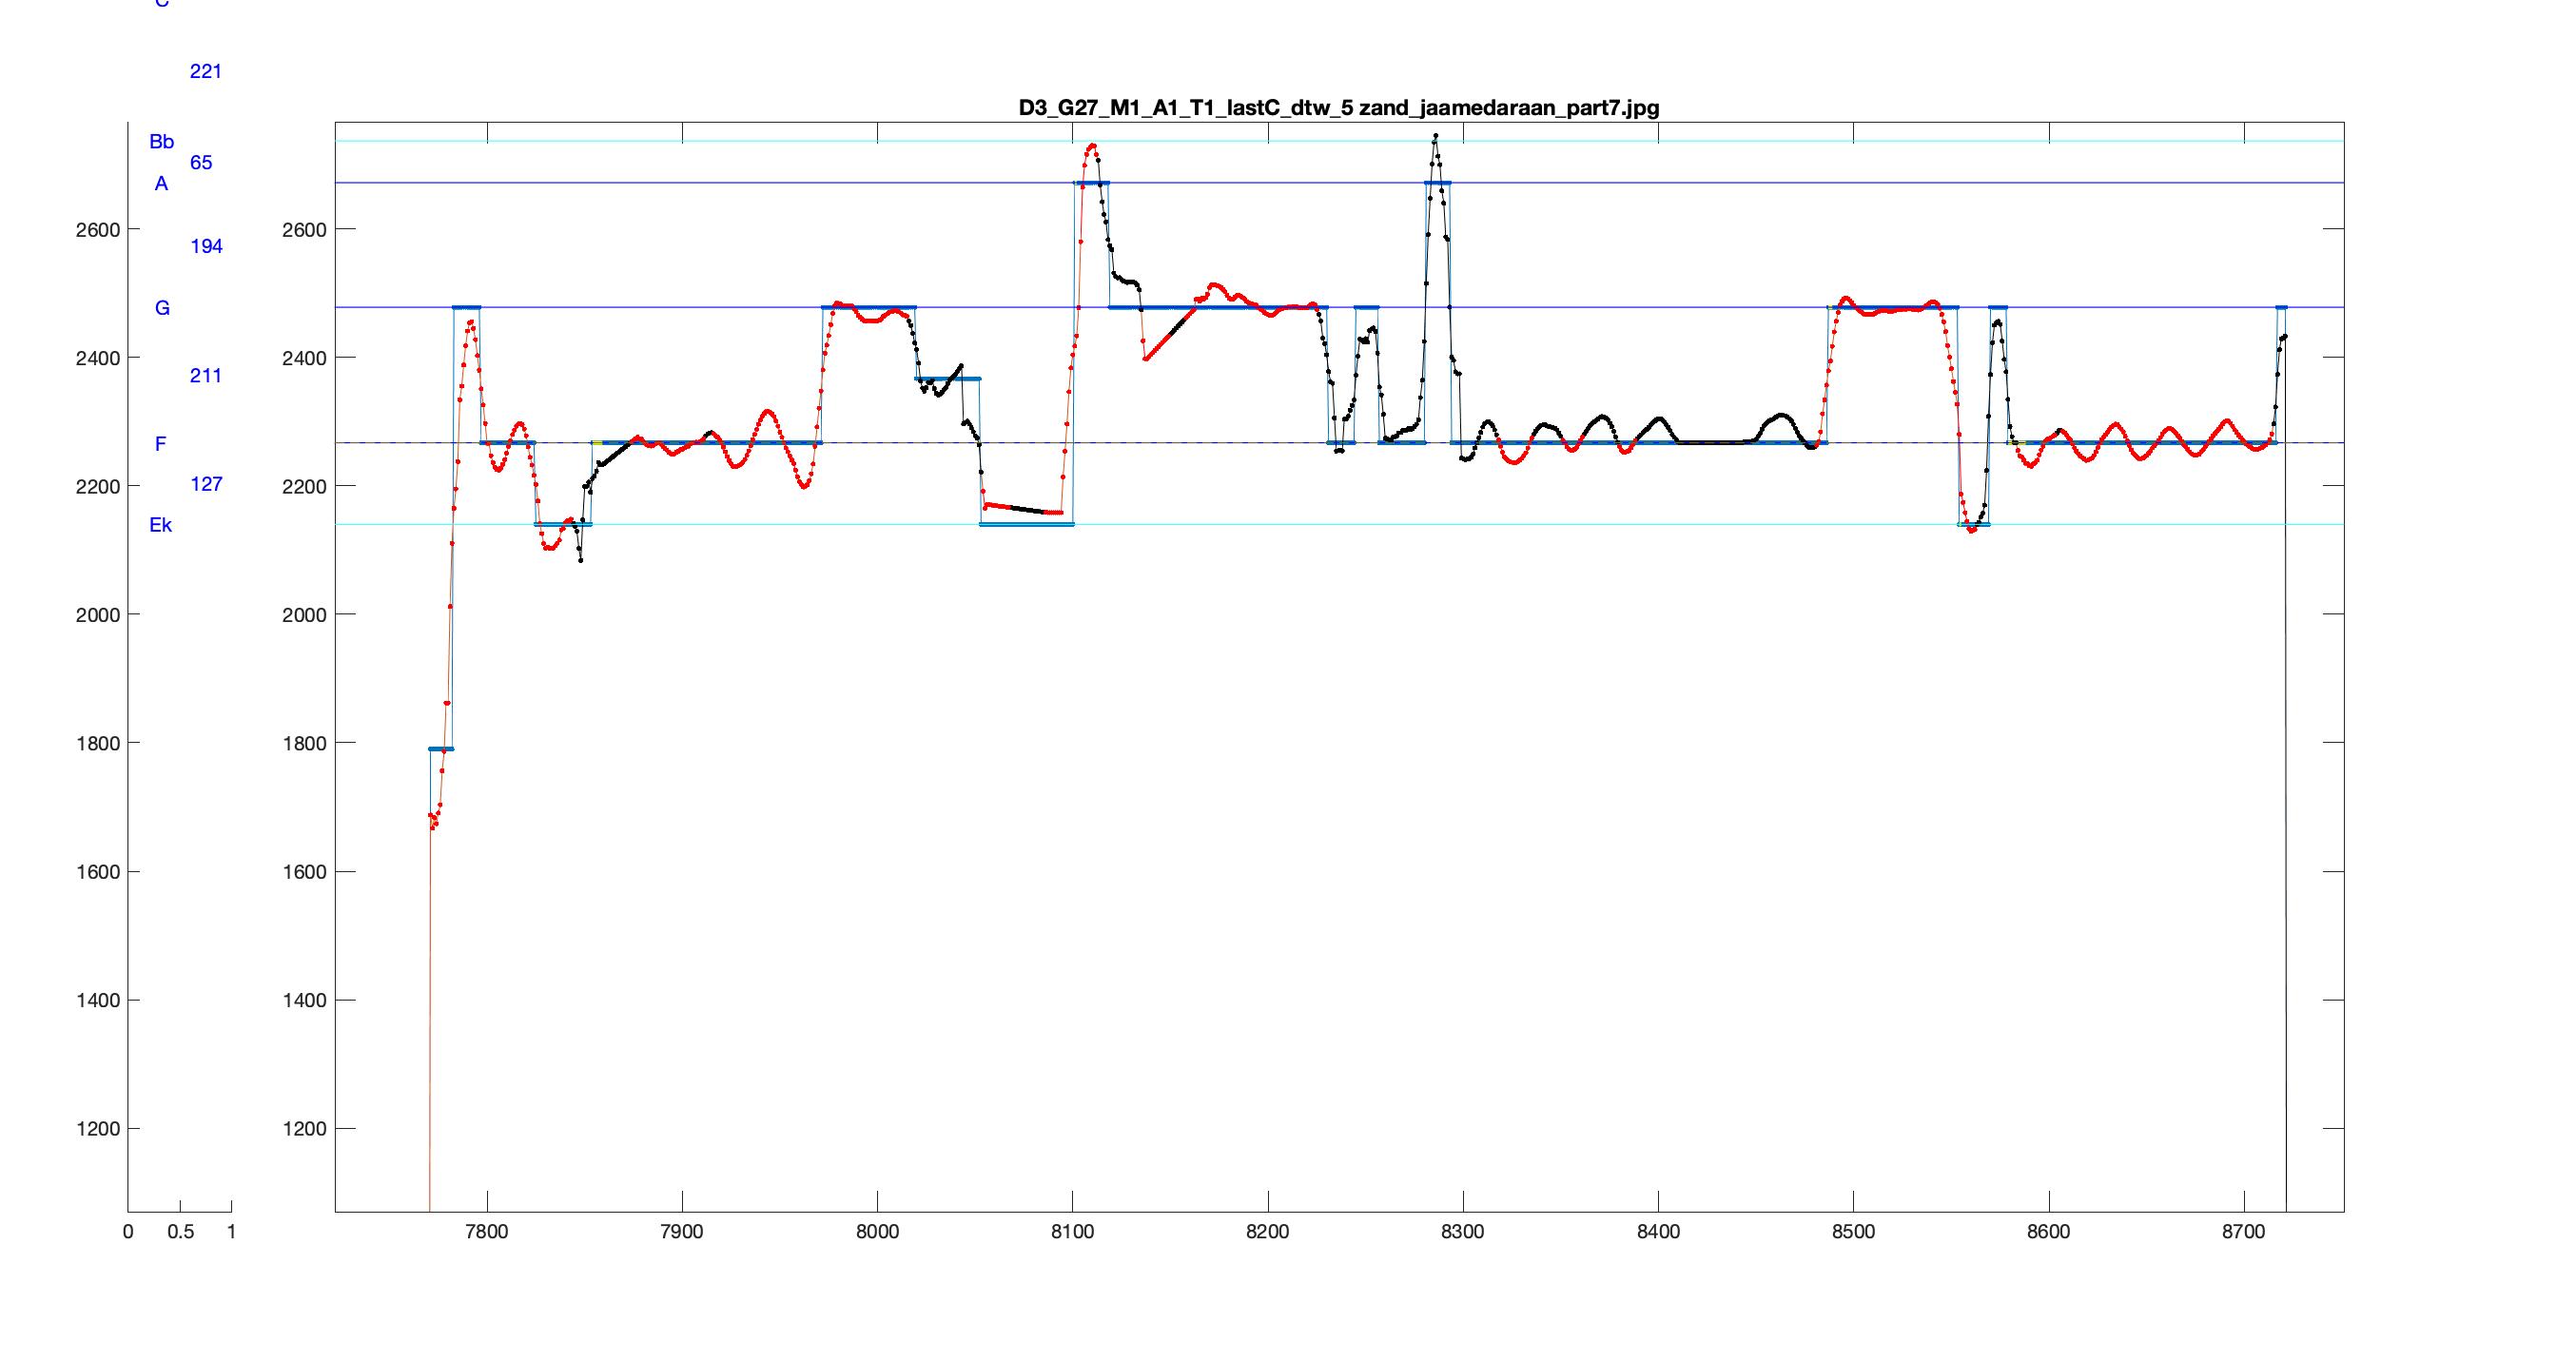 C
221
D3_G27_M1_A1_T1_lastC_dtw_5 zand_jaamedaraan_part7.jpg
Bb
65
A
2600 194 2600
G
2400 211 2400
F
2200 127 2200
Ek
2000 2000
1800 1800
1600 1600
1400 1400
1200 1200
0 0.5 1 7800 7900 8000 8100 8200 8300 8400 8500 8600 8700